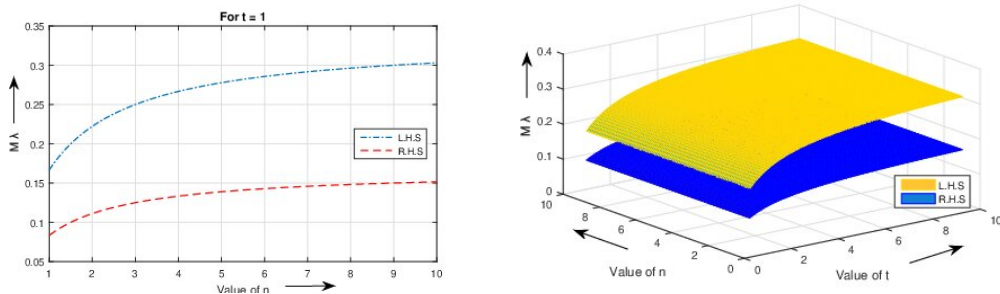 For t = 1
0.35
0.3
0.25
0.2
0.15
0.1
0.05
M λ
L.H.S
R.H.S
1 2 3 4 5 6 7 8 9 10
Value of n
0.4
0.3
0.2
0.1
0
M λ
L.H.S
R.H.S
10 8 6 4 2 0
Value of n
0 2 4 6 8 10
Value of t